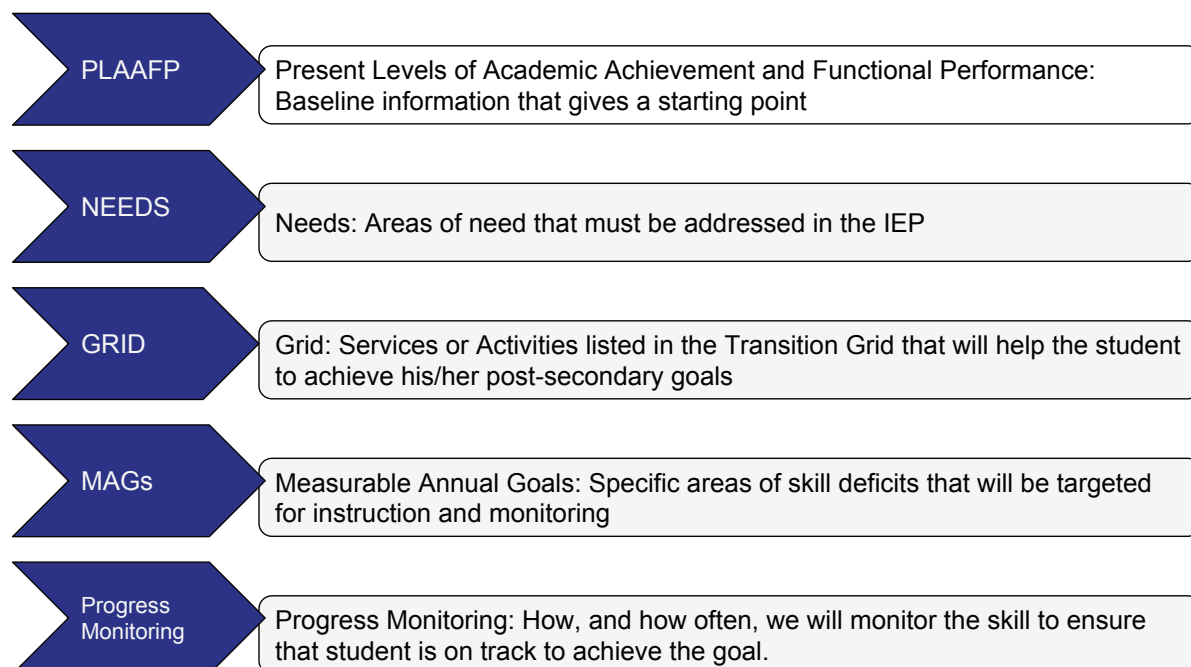 PLAAFP
Present Levels of Academic Achievement and Functional Performance:
Baseline information that gives a starting point
NEEDS
Needs: Areas of need that must be addressed in the IEP
GRID
Grid: Services or Activities listed in the Transition Grid that will help the student
to achieve his/her post-secondary goals
MAGs
Measurable Annual Goals: Specific areas of skill deficits that will be targeted
for instruction and monitoring
Progress
Monitoring
Progress Monitoring: How, and how often, we will monitor the skill to ensure
that student is on track to achieve the goal.